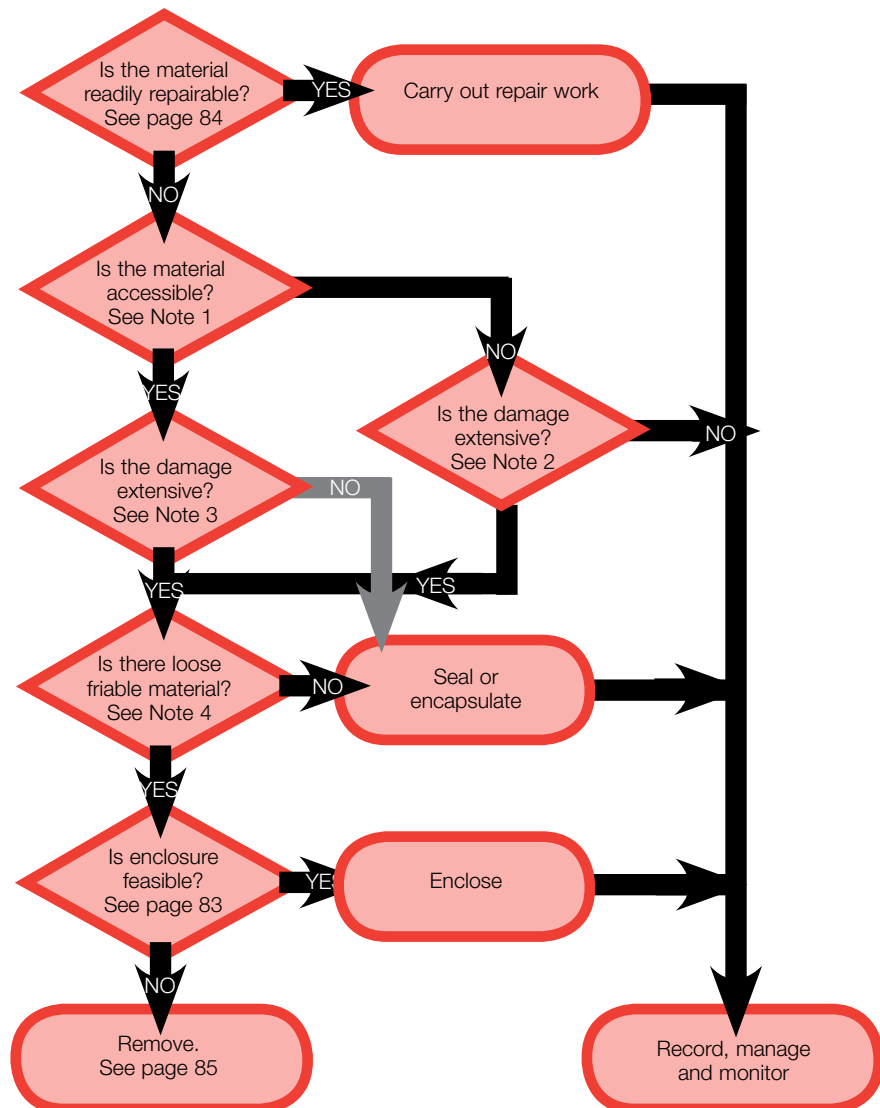 Is the material
readily repairable?
See page 84
YES
Carry out repair work
NO
Is the material
accessible?
See Note 1
NO
YES
Is the damage
extensive?
See Note 2
NO
Is the damage
extensive?
See Note 3
NO
YES
YES
Is there loose
friable material?
See Note 4
NO
Seal or
encapsulate
YES
Is enclosure
feasible?
See page 83
YES
Enclose
NO
Remove.
See page 85
Record, manage
and monitor